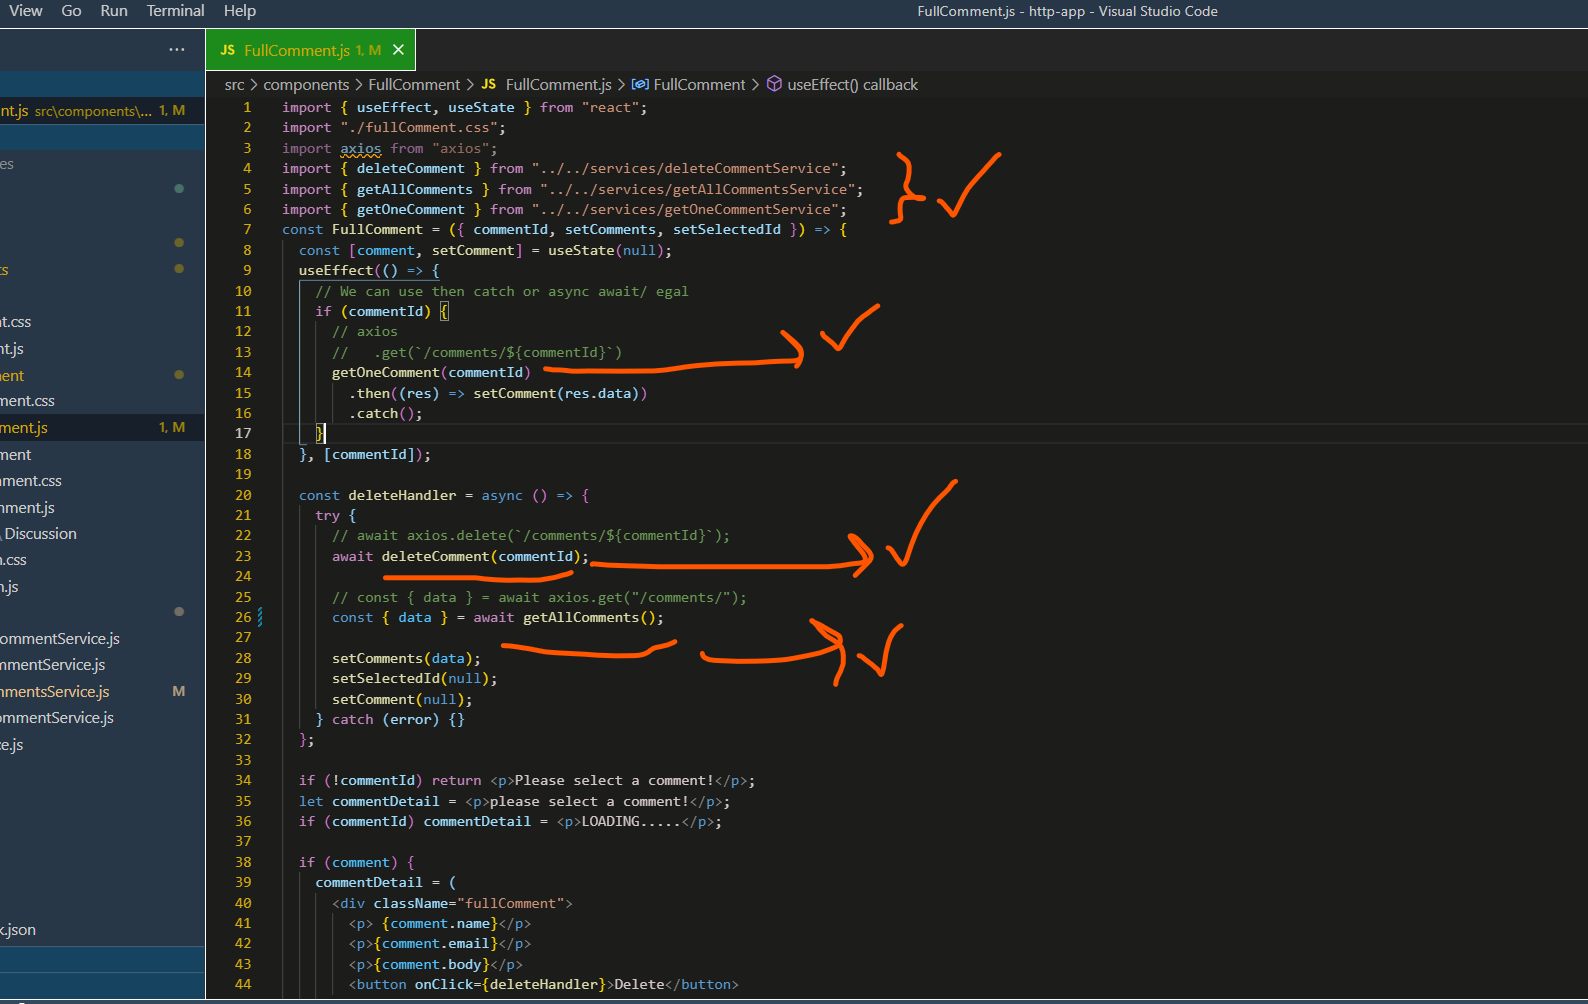 View Go Run Terminal Help
FullComment.js - http-app - Visual Studio Code
...
JS FullComment.js 1, M ×
src > components > FullComment > JS FullComment.js > FullComment > useEffect() callback
nt.js src\components\... 1, M
es
ts
t.css
nt.js
nent
nent.css
ment.js 1, M
ment
nment.css
nment.js
\Discussion
n.css
n.js
ommentService.js
mmentService.js
mmentsService.js M
ommentService.js
e.js
k.json
1 import { useEffect, useState } from "react";
2 import "./fullComment.css";
3 import axios from "axios";
4 import { deleteComment } from "../../services/deleteCommentService";
5 import { getAllComments } from "../../services/getAllCommentsService";
6 import { getOneComment } from "../../services/getOneCommentService";
7 const FullComment = ({ commentId, setComments, setSelectedId }) => {
8 const [comment, setComment] = useState(null);
9 useEffect(() => {
10 // We can use then catch or async await/ egal
11 if (commentId) {
12 // axios
13 // .get(`/comments/${commentId}`)
14 getOneComment(commentId)
15 .then((res) => setComment(res.data))
16 .catch();
17 }
18 }, [commentId]);
19
20 const deleteHandler = async () => {
21 try {
22 // await axios.delete(`/comments/${commentId}`);
23 await deleteComment(commentId);
24
25 // const { data } = await axios.get("/comments/");
26 const { data } = await getAllComments();
27
28 setComments(data);
29 setSelectedId(null);
30 setComment(null);
31 } catch (error) {}
32 };
33
34 if (!commentId) return <p>Please select a comment!</p>;
35 let commentDetail = <p>please select a comment!</p>;
36 if (commentId) commentDetail = <p>LOADING.....</p>;
37
38 if (comment) {
39 commentDetail = (
40 <div className="fullComment">
41 <p> {comment.name}</p>
42 <p>{comment.email}</p>
43 <p>{comment.body}</p>
44 <button onClick={deleteHandler}>Delete</button>